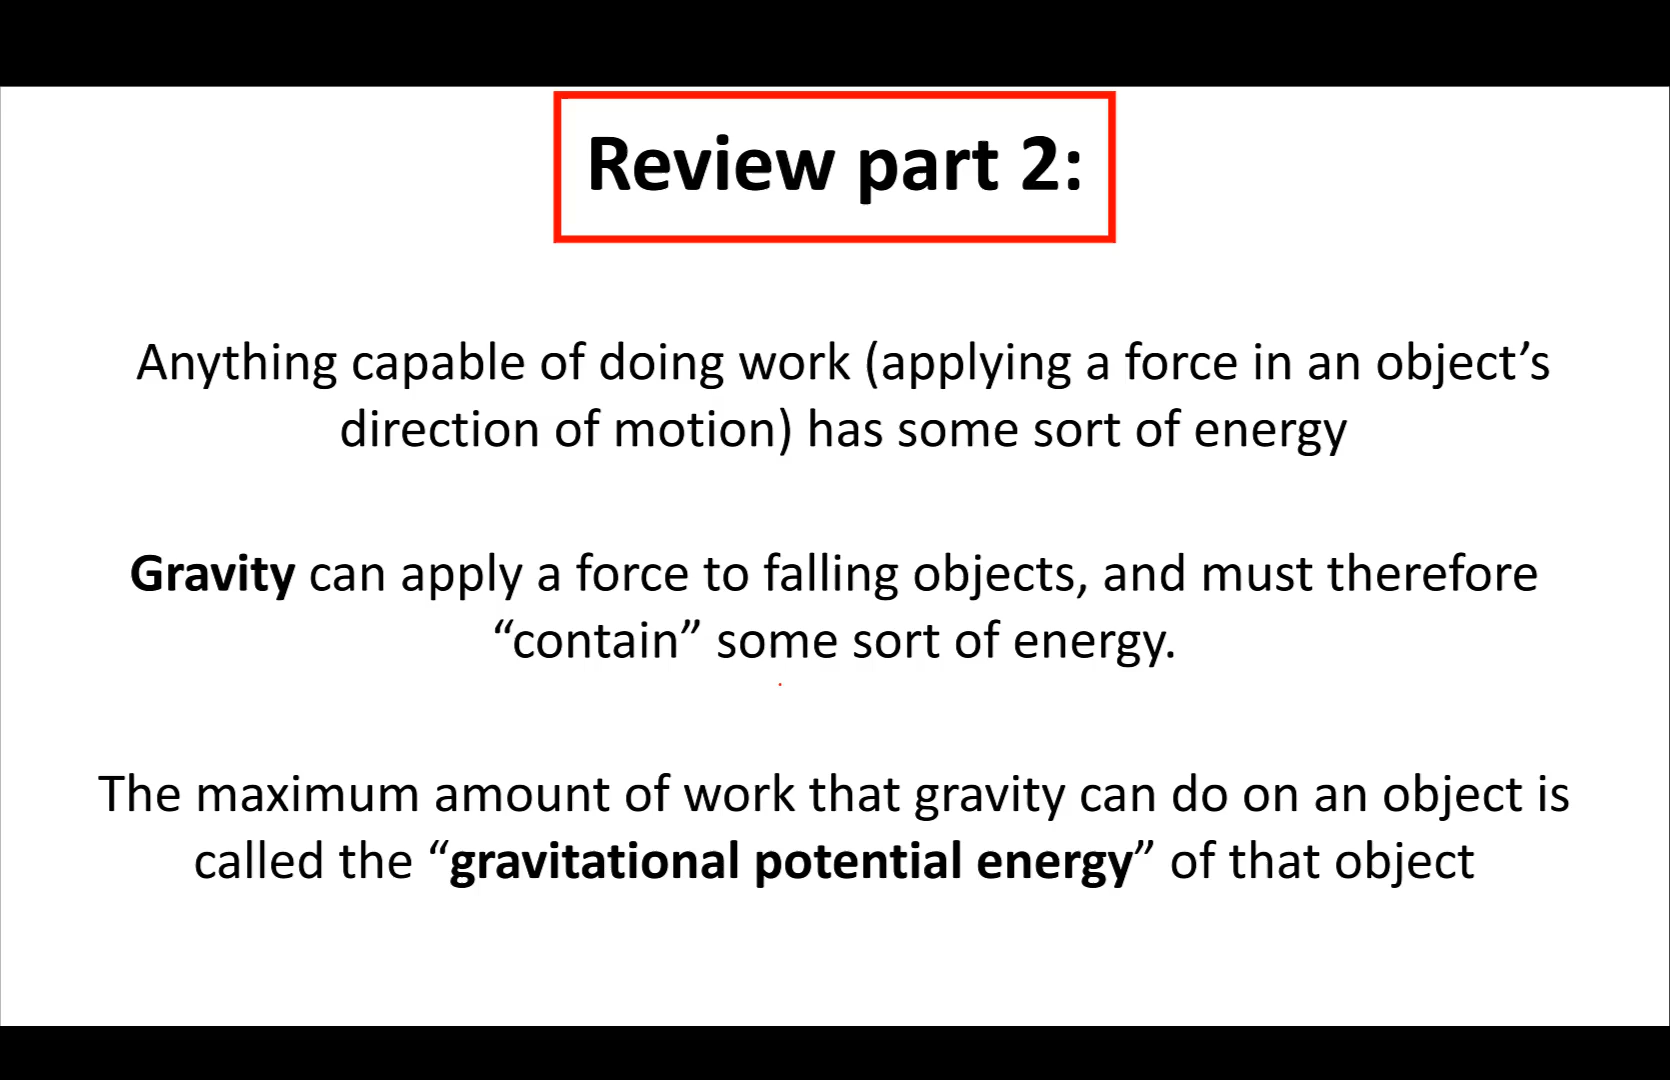 Review part 2:
Anything capable of doing work (applying a force in an object’s
direction of motion) has some sort of energy
Gravity can apply a force to falling objects, and must therefore
“contain” some sort of energy.
The maximum amount of work that gravity can do on an object is
called the “gravitational potential energy” of that object